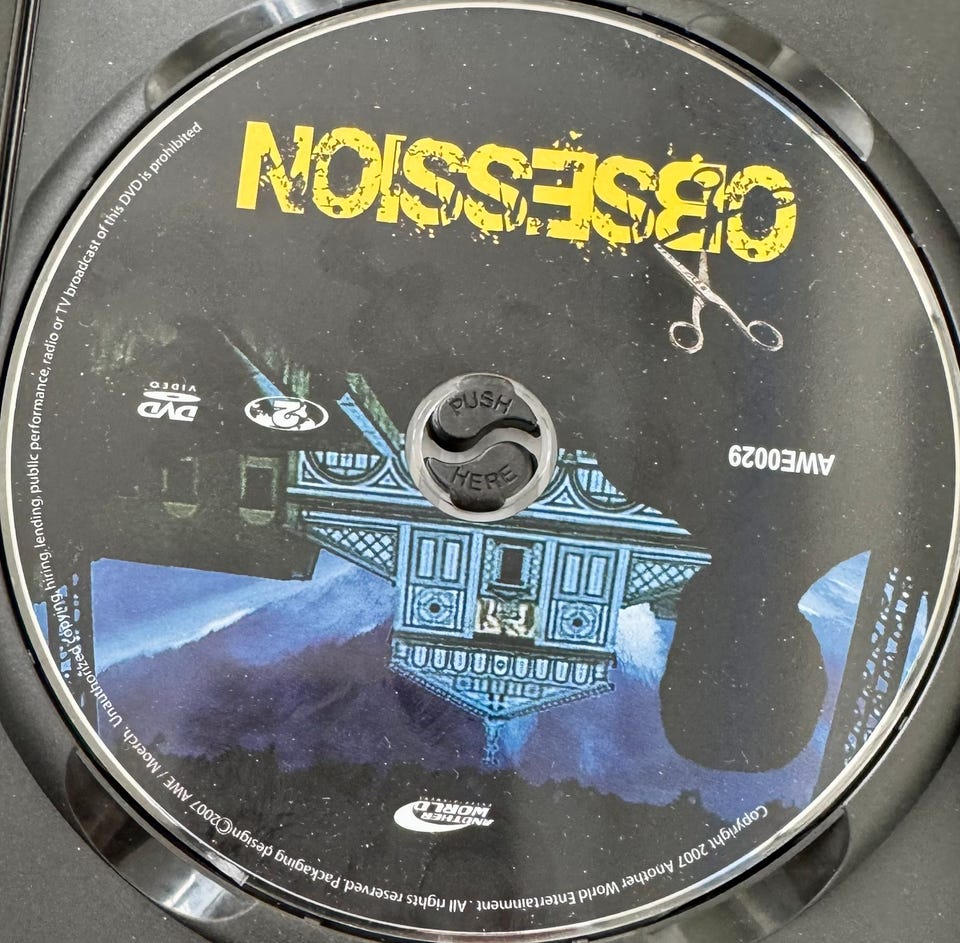 ANOTHER
WORLD
ENTERTAINMENT
AWE0029
2
DVD
VIDEO
OBSESSION
PUSH
HERE
Copyright 2007 Another World Entertainment . All rights reserved. Packaging design©2007 AWE / Moerch. Unauthorized copying, hiring, lending, public performance, radio or TV broadcast of this DVD is prohibited